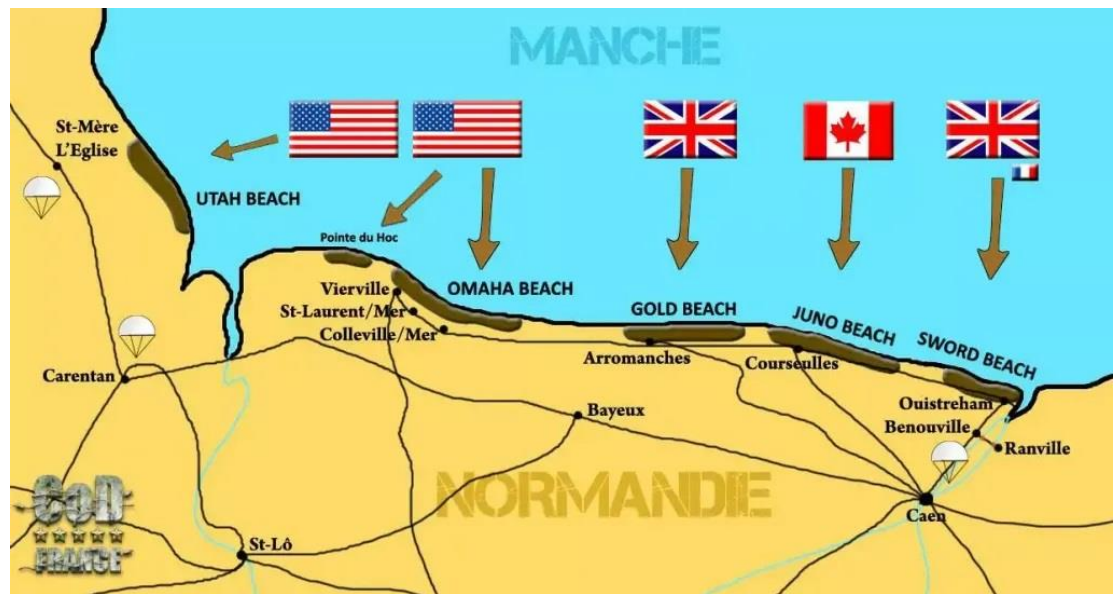 MANCHE
St-Mère
L'Eglise
UTAH BEACH
Pointe du Hoc
Vierville
OMAHA BEACH
St-Laurent/Mer
Colleville/Mer
GOLD BEACH
Arromanches
JUNO BEACH
Courseulles
SWORD BEACH
Ouistreham
Benouville
Ranville
Carentan
Bayeux
NORMANDIE
Caen
St-Lô
CoD
FRANCE